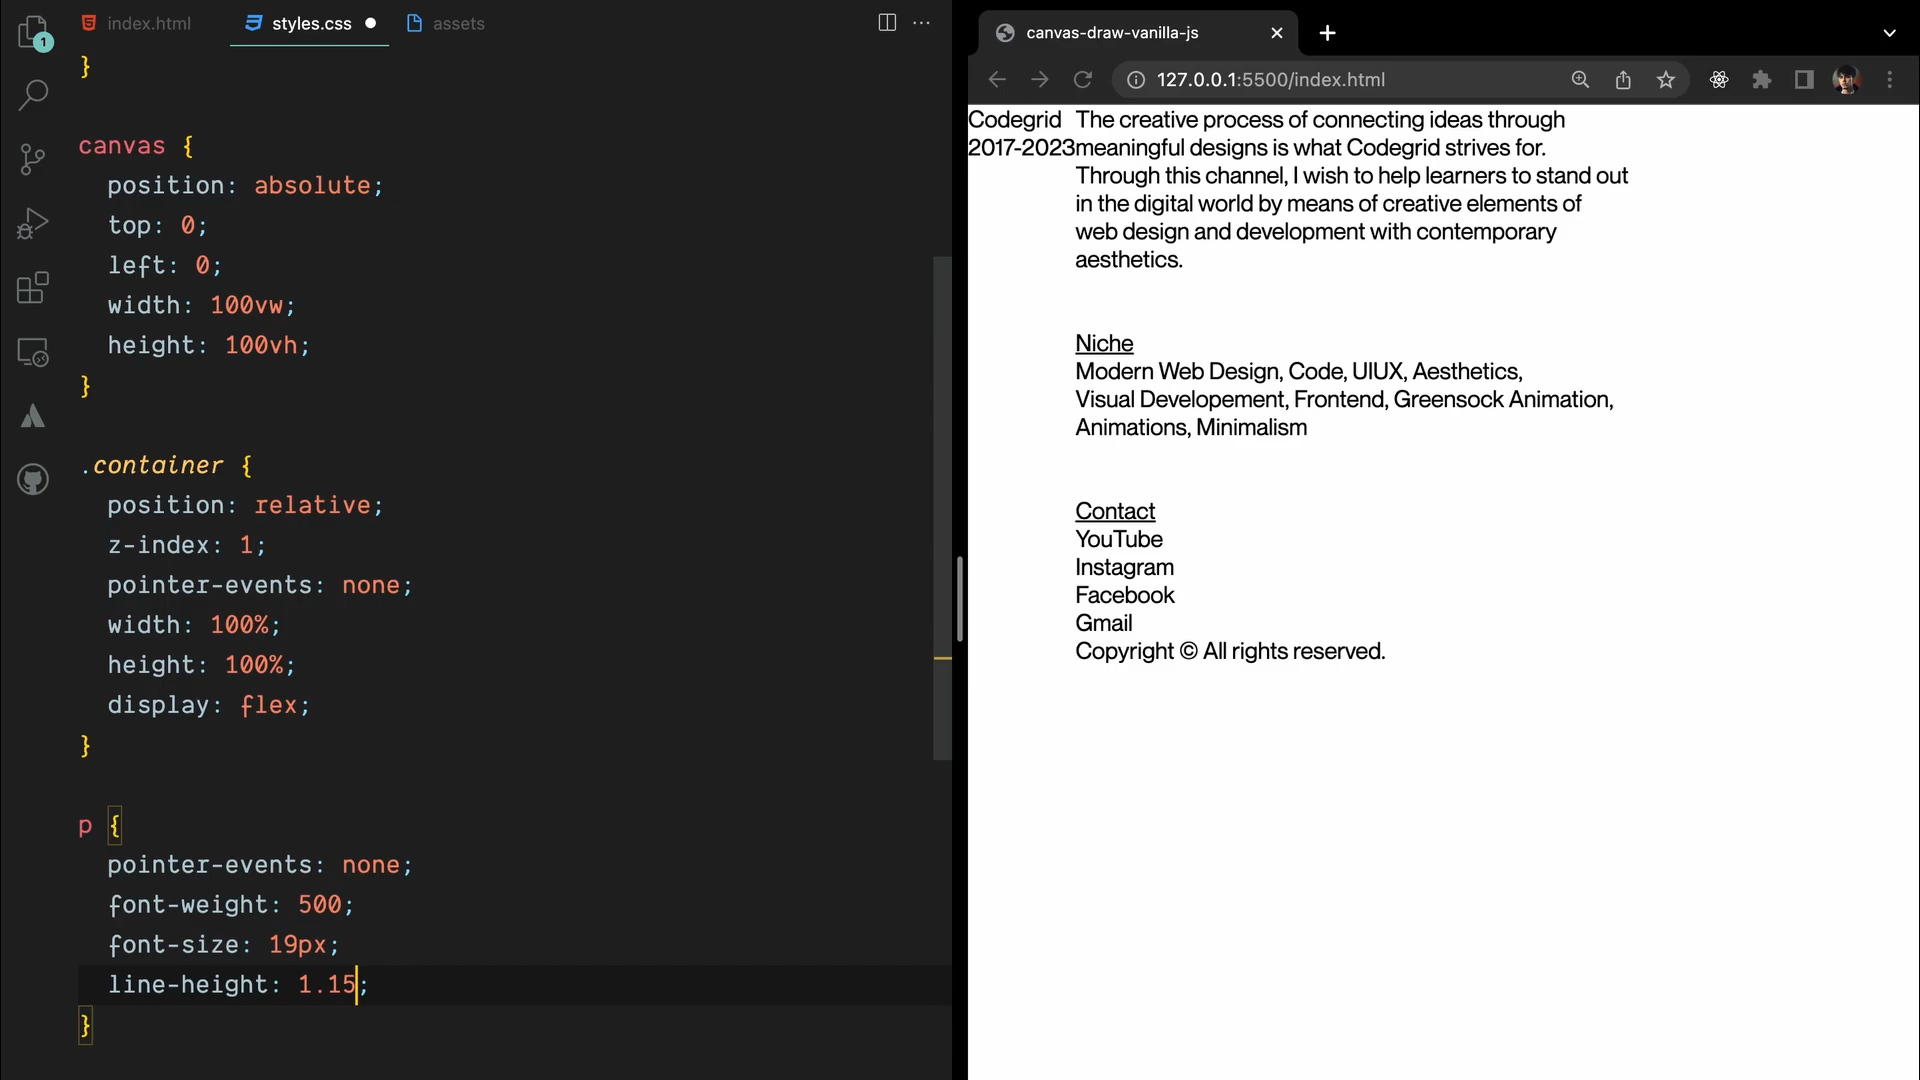 index.html
styles.css
assets
1
}
canvas {
position: absolute;
top: 0;
left: 0;
width: 100vw;
height: 100vh;
}
.container {
position: relative;
z-index: 1;
pointer-events: none;
width: 100%;
height: 100%;
display: flex;
}
p {
pointer-events: none;
font-weight: 500;
font-size: 19px;
line-height: 1.15;
}
canvas-draw-vanilla-js
127.0.0.1:5500/index.html
Codegrid
2017-2023
The creative process of connecting ideas through
meaningful designs is what Codegrid strives for.
Through this channel, I wish to help learners to stand out
in the digital world by means of creative elements of
web design and development with contemporary
aesthetics.
Niche
Modern Web Design, Code, UIUX, Aesthetics,
Visual Developement, Frontend, Greensock Animation,
Animations, Minimalism
Contact
YouTube
Instagram
Facebook
Gmail
Copyright © All rights reserved.